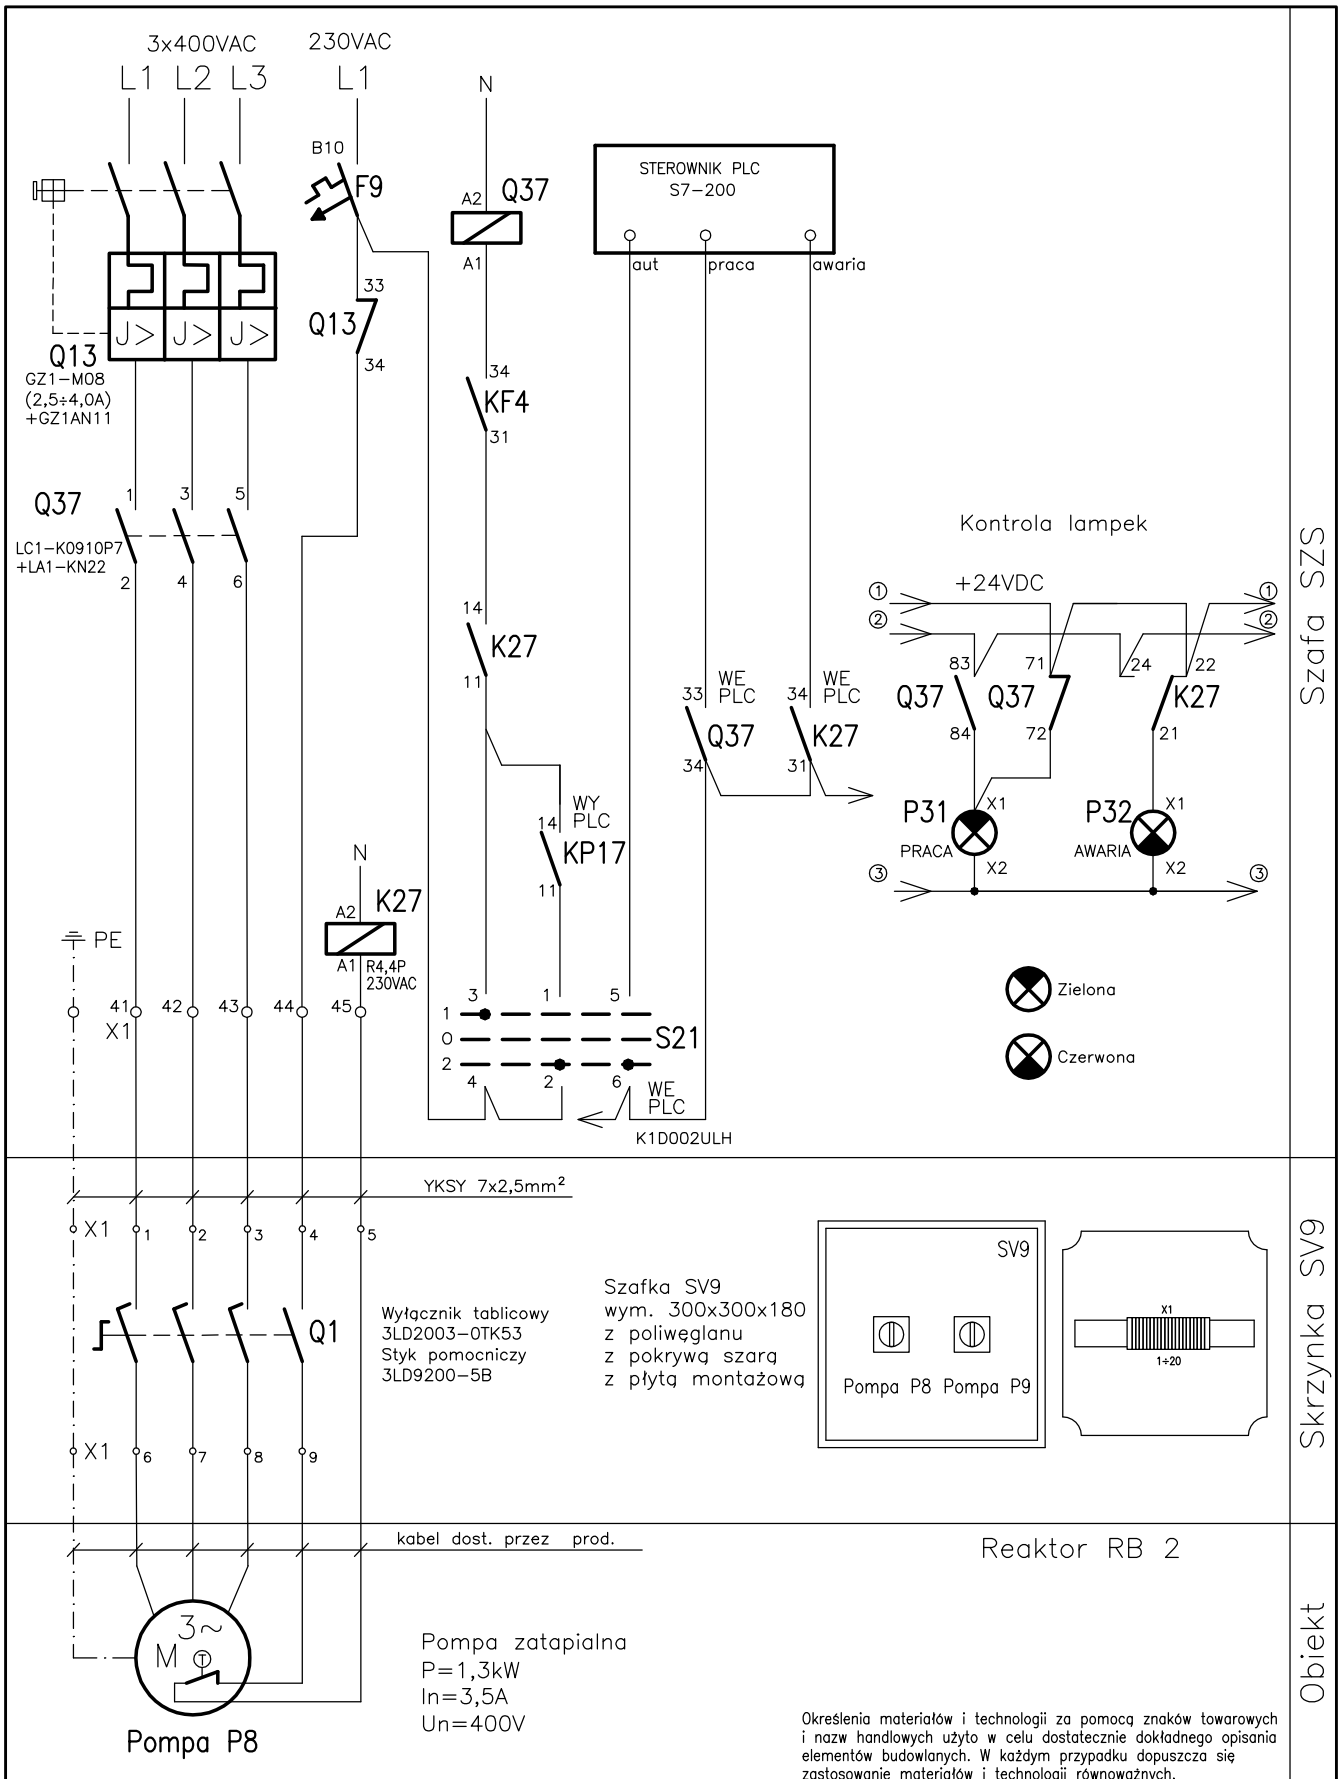 3x400VAC
230VAC
L1 L2 L3
L1
N
B10
F9
A2
Q37
A1
STEROWNIK PLC
S7-200
aut
praca
awaria
33
Q13
34
J> J> J>
Q13
GZ1-M08
(2,5÷4,0A)
+GZ1AN11
34
KF4
31
Q37
1 3 5
LC1-K0910P7
+LA1-KN22
2 4 6
Kontrola lampek
+24VDC
1
1
2
2
14
K27
11
83
71
24
22
Q37
Q37
K27
84
72
21
33
WE
PLC
Q37
34
34
WE
PLC
K27
31
P31
X1
PRACA
X2
P32
X1
AWARIA
X2
3
3
WY
PLC
14
KP17
11
N
A2
K27
A1
R4,4P
230VAC
PE
41 42 43 44 45
X1
3 1 5
1
0
2
S21
4 2 6
WE
PLC
K1D002ULH
Zielona
Czerwona
Szafa SZS
YKSY 7x2,5mm²
X1 1 2 3 4 5
Q1
Wyłącznik tablicowy
3LD2003-0TK53
Styk pomocniczy
3LD9200-5B
Szafka SV9
wym. 300x300x180
z poliwęglanu
z pokrywą szarą
z płytą montażową
SV9
Pompa P8 Pompa P9
X1
1÷20
Skrzynka SV9
X1 6 7 8 9
kabel dost. przez prod.
Reaktor RB 2
3~
M
T
Pompa P8
Pompa zatapialna
P=1,3kW
In=3,5A
Un=400V
Obiekt
Określenia materiałów i technologii za pomocą znaków towarowych
i nazw handlowych użyto w celu dostatecznie dokładnego opisania
elementów budowlanych. W każdym przypadku dopuszcza się
zastosowanie materiałów i technologii równoważnych.